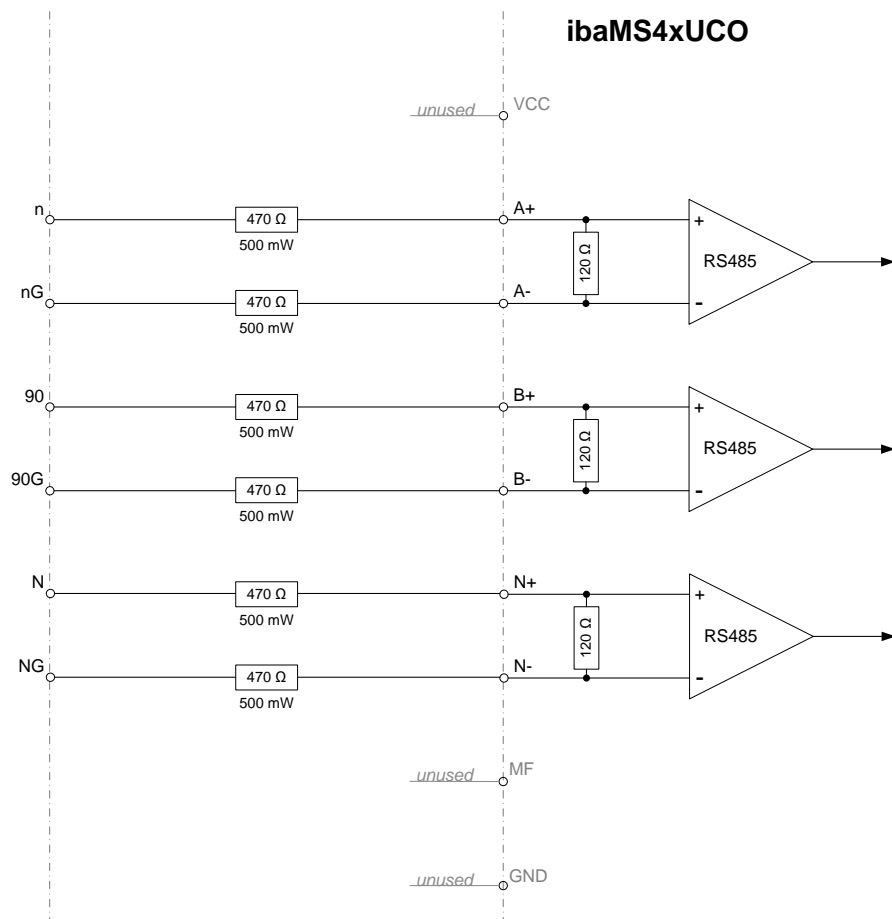 ibaMS4xUCO
unused VCC
n 470 Ω A+
500 mW 120 Ω + RS485
nG 470 Ω A- -
500 mW
90 470 Ω B+
500 mW 120 Ω + RS485
90G 470 Ω B- -
500 mW
N 470 Ω N+
500 mW 120 Ω + RS485
NG 470 Ω N- -
500 mW
unused MF
unused GND